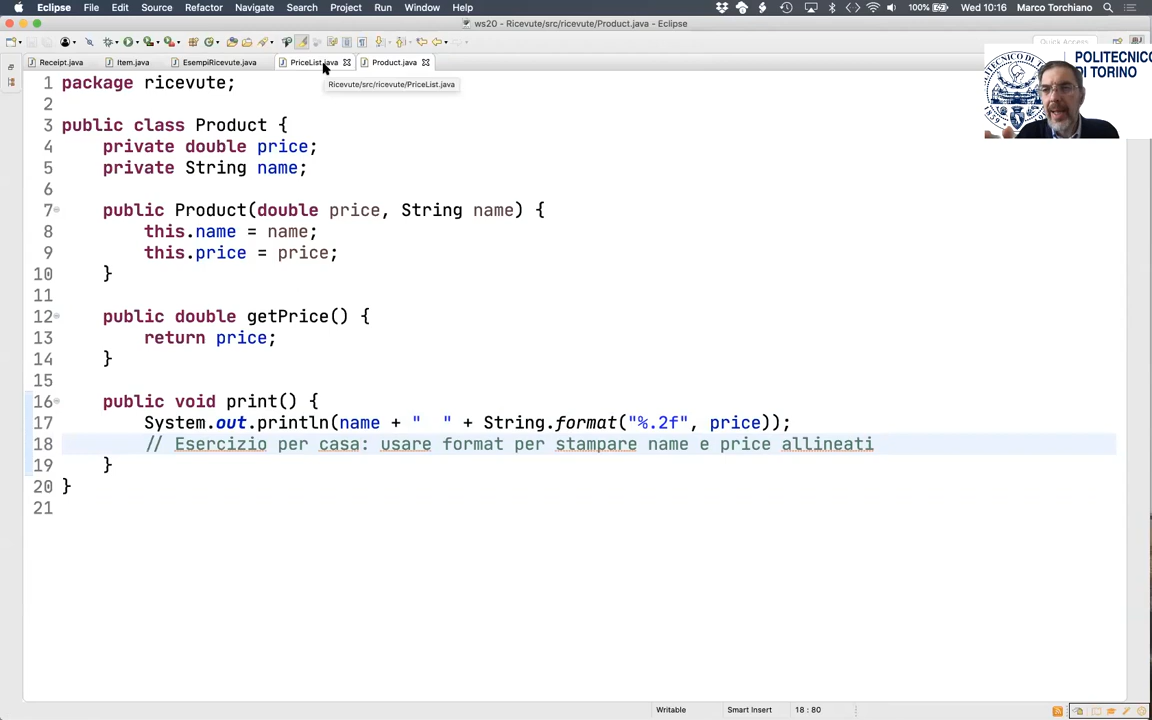 Eclipse File Edit Source Refactor Navigate Search Project Run Window Help 100% Wed 10:16 Marco Torchiano
ws20 - Ricevute/src/ricevute/Product.java - Eclipse
Quick Access
Receipt.java Item.java EsempiRicevute.java PriceList.java Product.java
Ricevute/src/ricevute/PriceList.java
POLITECNICO
DI TORINO
1859
1 package ricevute;
2
3 public class Product {
4 private double price;
5 private String name;
6
7 public Product(double price, String name) {
8 this.name = name;
9 this.price = price;
10 }
11
12 public double getPrice() {
13 return price;
14 }
15
16 public void print() {
17 System.out.println(name + "  " + String.format("%.2f", price));
18 // Esercizio per casa: usare format per stampare name e price allineati
19 }
20 }
21
Writable Smart Insert 18 : 80